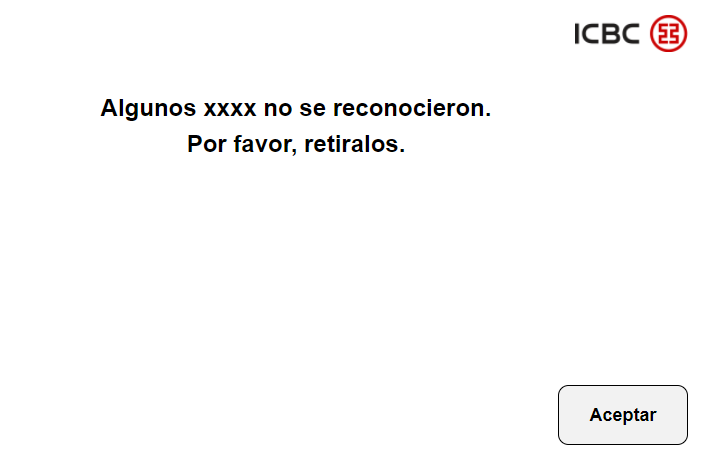 ICBC
Algunos xxxx no se reconocieron.
Por favor, retiralos.
Aceptar